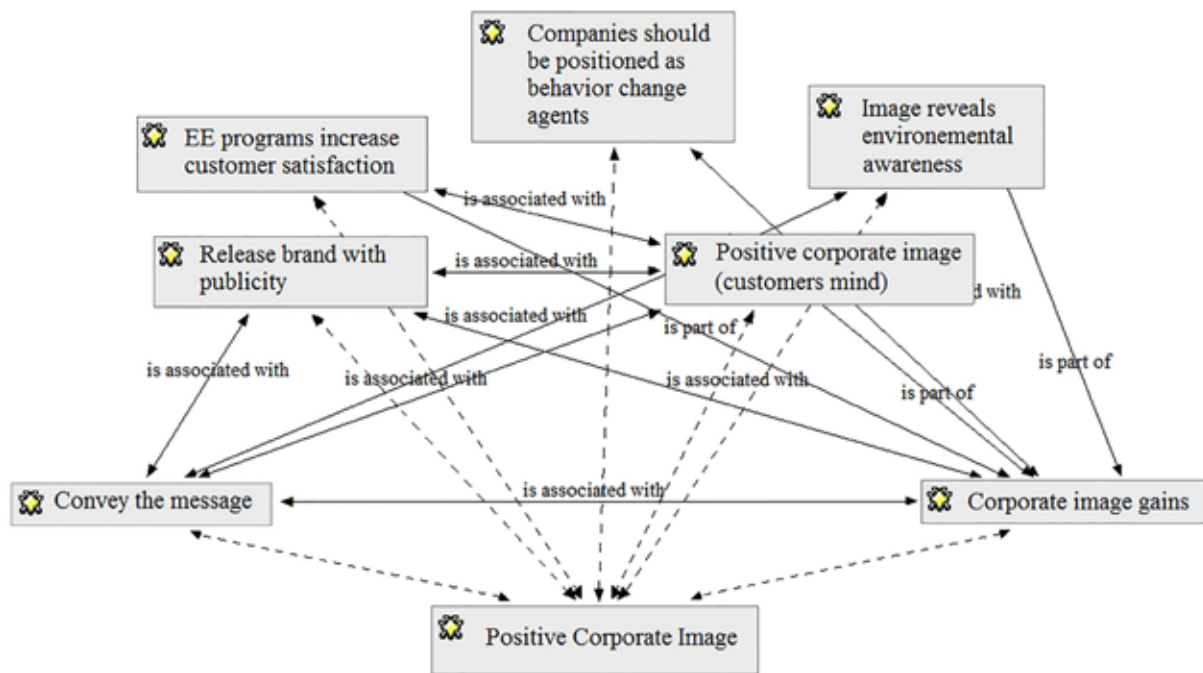 Companies should
be positioned as
behavior change
agents
Image reveals
environemental
awareness
EE programs increase
customer satisfaction
is associated with
Release brand with
publicity
is associated with
Positive corporate image
(customers mind)
with
is associated with
is part of
is part of
is associated with
is associated with
is associated with
is part of
Convey the message
is associated with
Corporate image gains
Positive Corporate Image